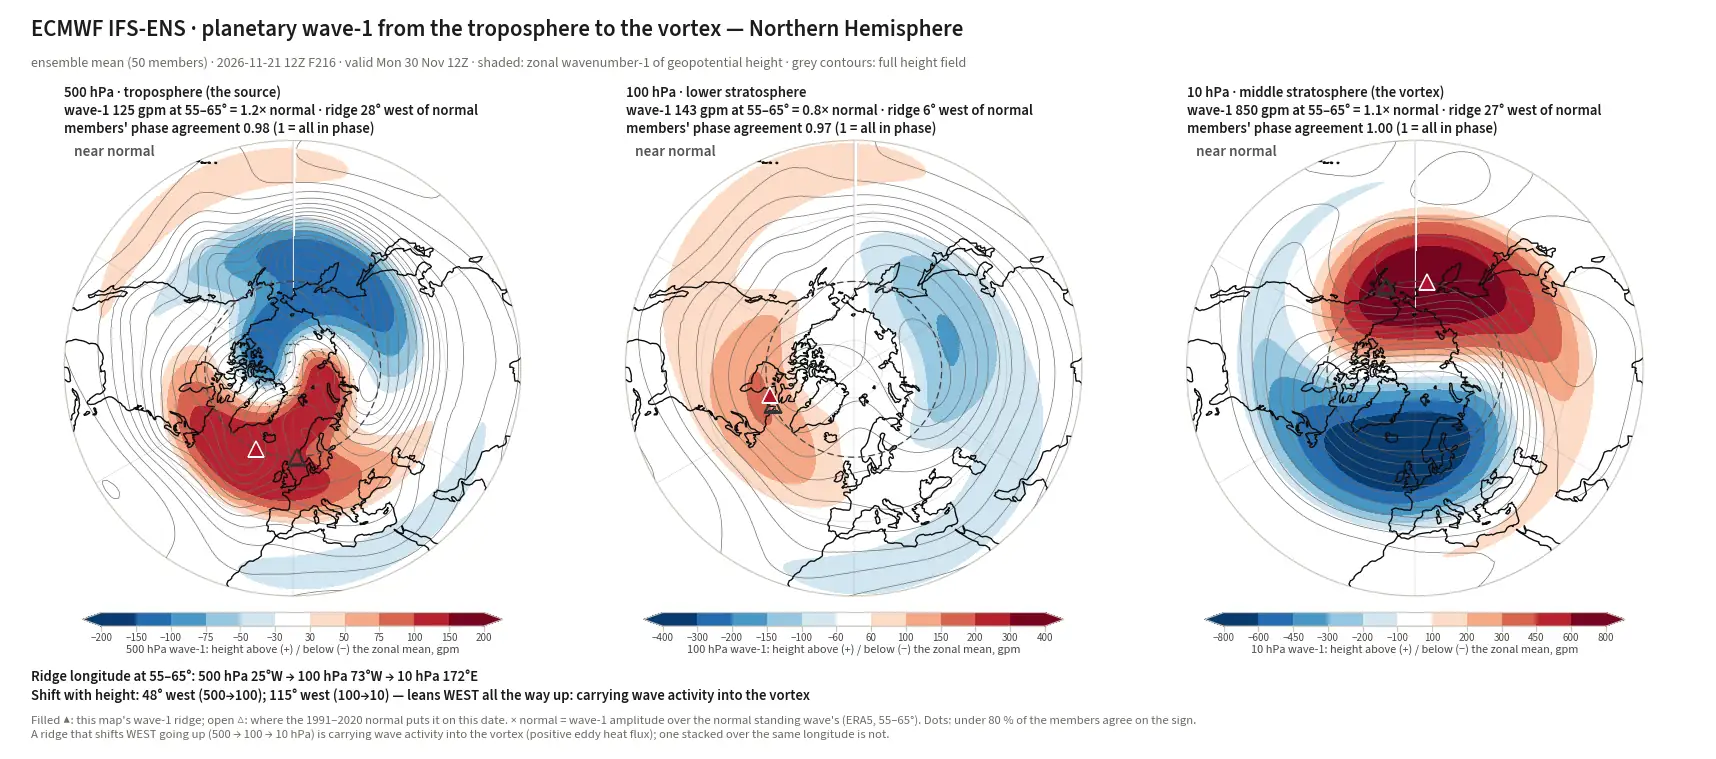 ECMWF IFS-ENS · planetary wave-1 from the troposphere to the vortex — Northern Hemisphere
ensemble mean (50 members) · 2026-11-21 12Z F216 · valid Mon 30 Nov 12Z · shaded: zonal wavenumber-1 of geopotential height · grey contours: full height field
500 hPa · troposphere (the source)
wave-1 125 gpm at 55–65° = 1.2× normal · ridge 28° west of normal
members' phase agreement 0.98 (1 = all in phase)
near normal
100 hPa · lower stratosphere
wave-1 143 gpm at 55–65° = 0.8× normal · ridge 6° west of normal
members' phase agreement 0.97 (1 = all in phase)
near normal
10 hPa · middle stratosphere (the vortex)
wave-1 850 gpm at 55–65° = 1.1× normal · ridge 27° west of normal
members' phase agreement 1.00 (1 = all in phase)
near normal
−200 −150 −100 −75 −50 −30 30 50 75 100 150 200
500 hPa wave-1: height above (+) / below (−) the zonal mean, gpm
−400 −300 −200 −150 −100 −60 60 100 150 200 300 400
100 hPa wave-1: height above (+) / below (−) the zonal mean, gpm
−800 −600 −450 −300 −200 −100 100 200 300 450 600 800
10 hPa wave-1: height above (+) / below (−) the zonal mean, gpm
Ridge longitude at 55–65°: 500 hPa 25°W → 100 hPa 73°W → 10 hPa 172°E
Shift with height: 48° west (500→100); 115° west (100→10) — leans WEST all the way up: carrying wave activity into the vortex
Filled ▲: this map's wave-1 ridge; open △: where the 1991–2020 normal puts it on this date. × normal = wave-1 amplitude over the normal standing wave's (ERA5, 55–65°). Dots: under 80 % of the members agree on the sign.
A ridge that shifts WEST going up (500 → 100 → 10 hPa) is carrying wave activity into the vortex (positive eddy heat flux); one stacked over the same longitude is not.